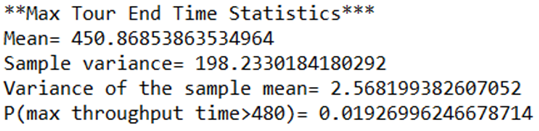 **Max Tour End Time Statistics***
Mean= 450.86853863534964
Sample variance= 198.2330184180292
Variance of the sample mean= 2.568199382607052
P(max throughput time>480)= 0.01926996246678714